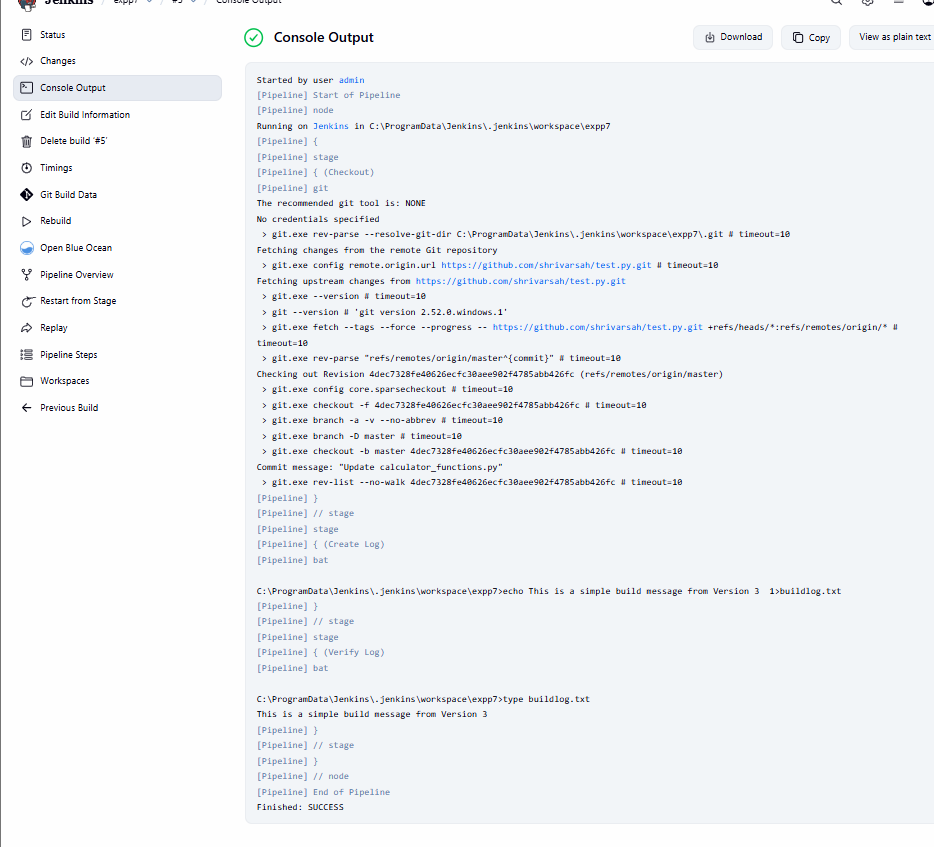 Jenkins / expp7 / #5 / Console Output
Status
Changes
Console Output
Edit Build Information
Delete build '#5'
Timings
Git Build Data
Rebuild
Open Blue Ocean
Pipeline Overview
Restart from Stage
Replay
Pipeline Steps
Workspaces
Previous Build
Console Output
Download
Copy
View as plain text
Started by user admin
[Pipeline] Start of Pipeline
[Pipeline] node
Running on Jenkins in C:\ProgramData\Jenkins\.jenkins\workspace\expp7
[Pipeline] {
[Pipeline] stage
[Pipeline] { (Checkout)
[Pipeline] git
The recommended git tool is: NONE
No credentials specified
 > git.exe rev-parse --resolve-git-dir C:\ProgramData\Jenkins\.jenkins\workspace\expp7\.git # timeout=10
Fetching changes from the remote Git repository
 > git.exe config remote.origin.url https://github.com/shrivarsah/test.py.git # timeout=10
Fetching upstream changes from https://github.com/shrivarsah/test.py.git
 > git.exe --version # timeout=10
 > git --version # 'git version 2.52.0.windows.1'
 > git.exe fetch --tags --force --progress -- https://github.com/shrivarsah/test.py.git +refs/heads/*:refs/remotes/origin/* #
timeout=10
 > git.exe rev-parse "refs/remotes/origin/master^{commit}" # timeout=10
Checking out Revision 4dec7328fe40626ecfc30aee902f4785abb426fc (refs/remotes/origin/master)
 > git.exe config core.sparsecheckout # timeout=10
 > git.exe checkout -f 4dec7328fe40626ecfc30aee902f4785abb426fc # timeout=10
 > git.exe branch -a -v --no-abbrev # timeout=10
 > git.exe branch -D master # timeout=10
 > git.exe checkout -b master 4dec7328fe40626ecfc30aee902f4785abb426fc # timeout=10
Commit message: "Update calculator_functions.py"
 > git.exe rev-list --no-walk 4dec7328fe40626ecfc30aee902f4785abb426fc # timeout=10
[Pipeline] }
[Pipeline] // stage
[Pipeline] stage
[Pipeline] { (Create Log)
[Pipeline] bat
C:\ProgramData\Jenkins\.jenkins\workspace\expp7>echo This is a simple build message from Version 3  1>buildlog.txt
[Pipeline] }
[Pipeline] // stage
[Pipeline] stage
[Pipeline] { (Verify Log)
[Pipeline] bat
C:\ProgramData\Jenkins\.jenkins\workspace\expp7>type buildlog.txt
This is a simple build message from Version 3
[Pipeline] }
[Pipeline] // stage
[Pipeline] }
[Pipeline] // node
[Pipeline] End of Pipeline
Finished: SUCCESS